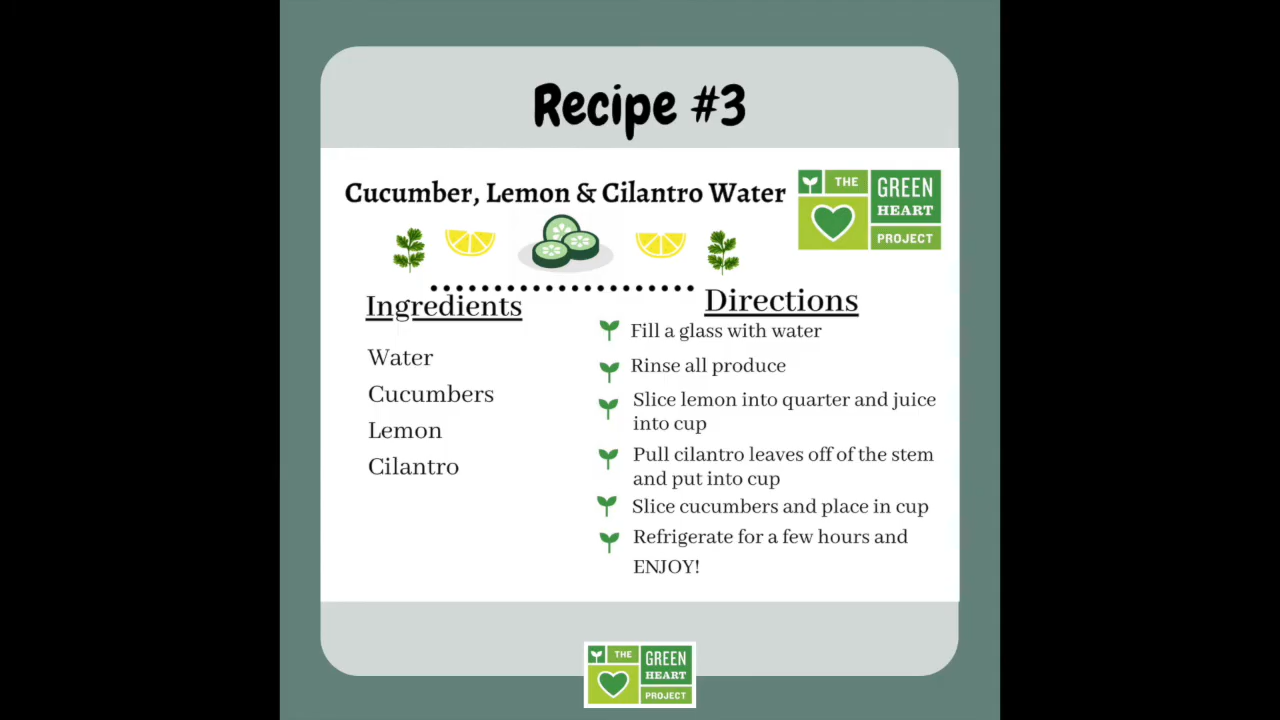 Recipe #3
Cucumber, Lemon & Cilantro Water
THE
GREEN
HEART
PROJECT
Ingredients
Water
Cucumbers
Lemon
Cilantro
Directions
Fill a glass with water
Rinse all produce
Slice lemon into quarter and juice
into cup
Pull cilantro leaves off of the stem
and put into cup
Slice cucumbers and place in cup
Refrigerate for a few hours and
ENJOY!
THE
GREEN
HEART
PROJECT